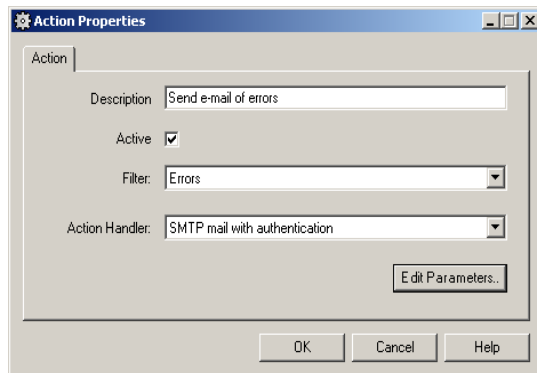 Action Properties
Action
Description Send e-mail of errors
Active
Filter: Errors
Action Handler: SMTP mail with authentication
Edit Parameters..
OK Cancel Help